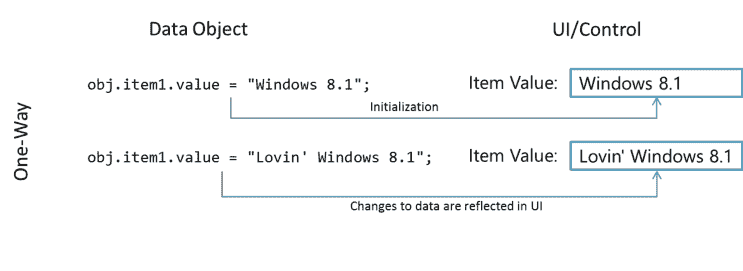 Data Object
UI/Control
One-Way
obj.item1.value = "Windows 8.1";
Item Value:
Windows 8.1
Initialization
obj.item1.value = "Lovin' Windows 8.1";
Item Value:
Lovin' Windows 8.1
Changes to data are reflected in UI